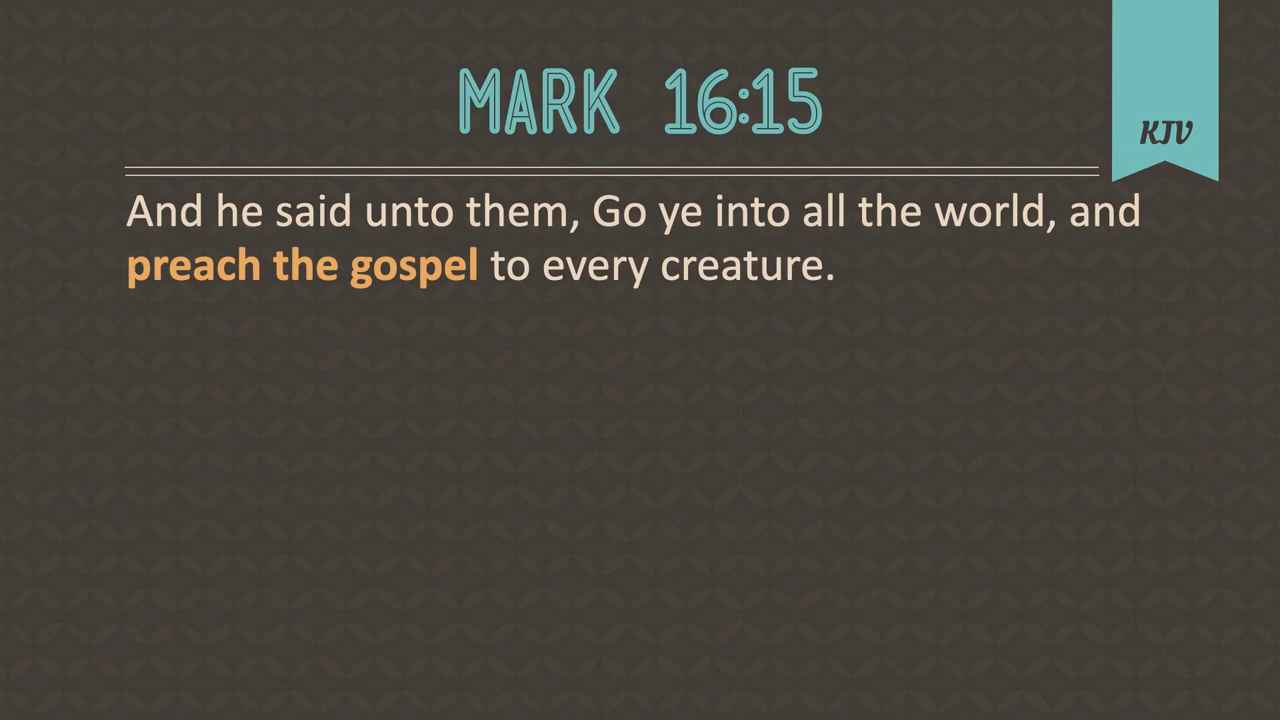 MARK 16:15
KJV
And he said unto them, Go ye into all the world, and
preach the gospel to every creature.